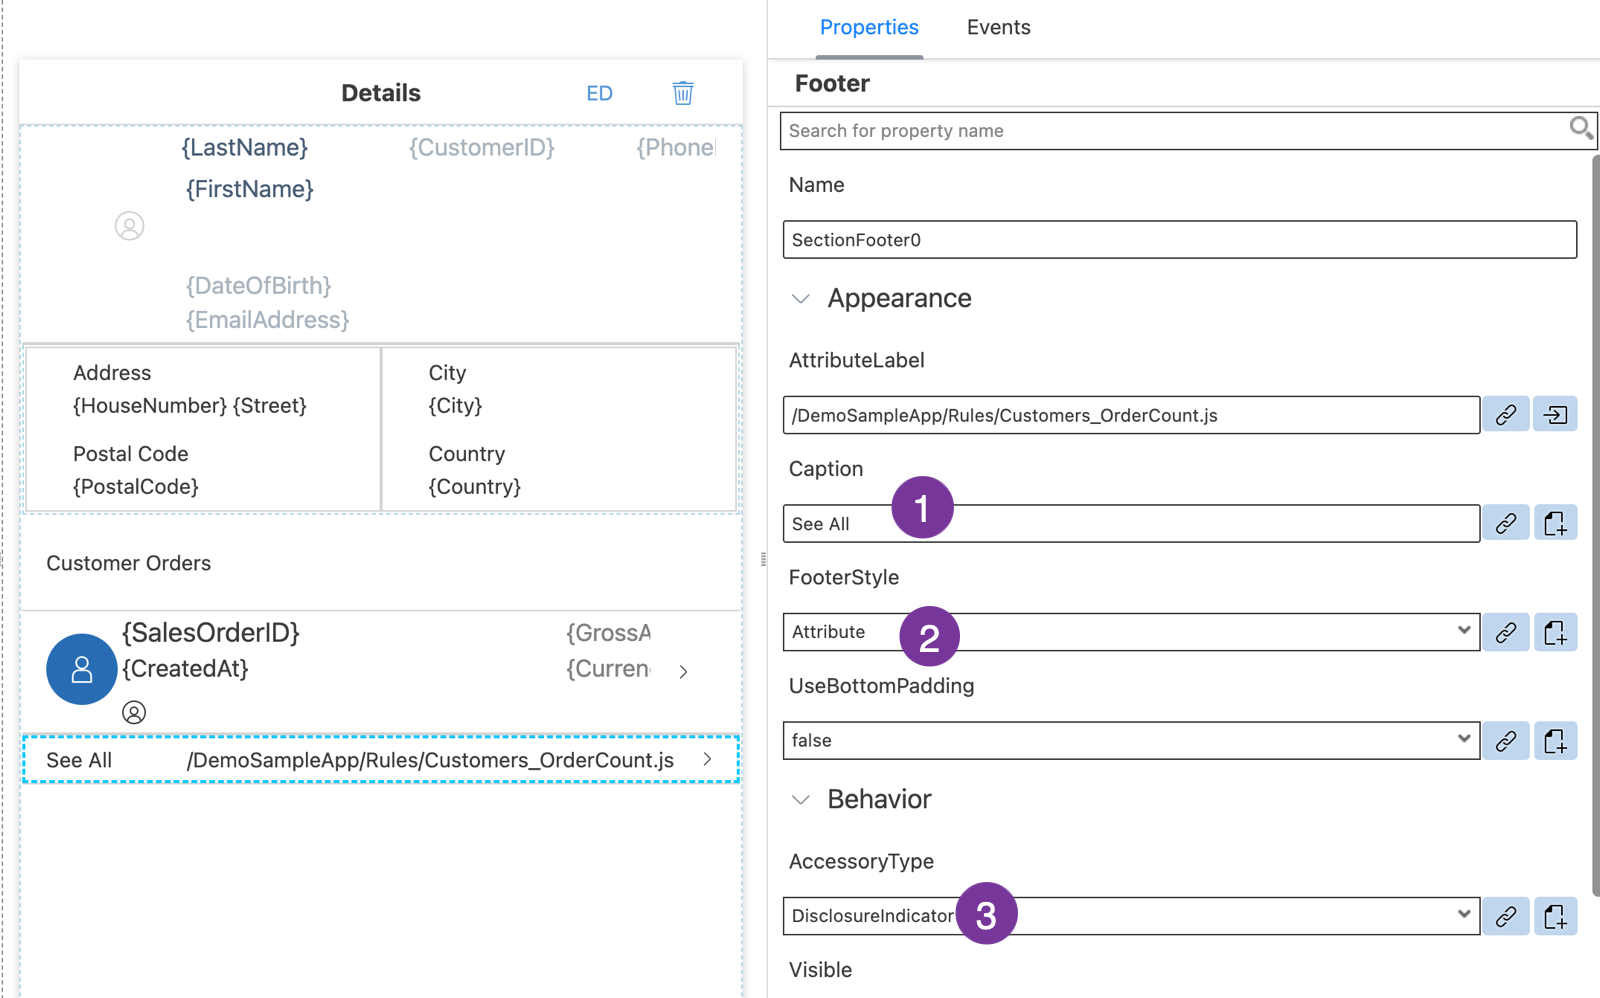 Details
ED
{LastName}
{CustomerID}
{Phone
{FirstName}
{DateOfBirth}
{EmailAddress}
Address
{HouseNumber} {Street}
City
{City}
Postal Code
{PostalCode}
Country
{Country}
Customer Orders
{SalesOrderID}
{GrossA
{CreatedAt}
{Curren
See All
/DemoSampleApp/Rules/Customers_OrderCount.js
Properties
Events
Footer
Search for property name
Name
SectionFooter0
Appearance
AttributeLabel
/DemoSampleApp/Rules/Customers_OrderCount.js
Caption
See All
1
FooterStyle
Attribute
2
UseBottomPadding
false
Behavior
AccessoryType
DisclosureIndicator
3
Visible